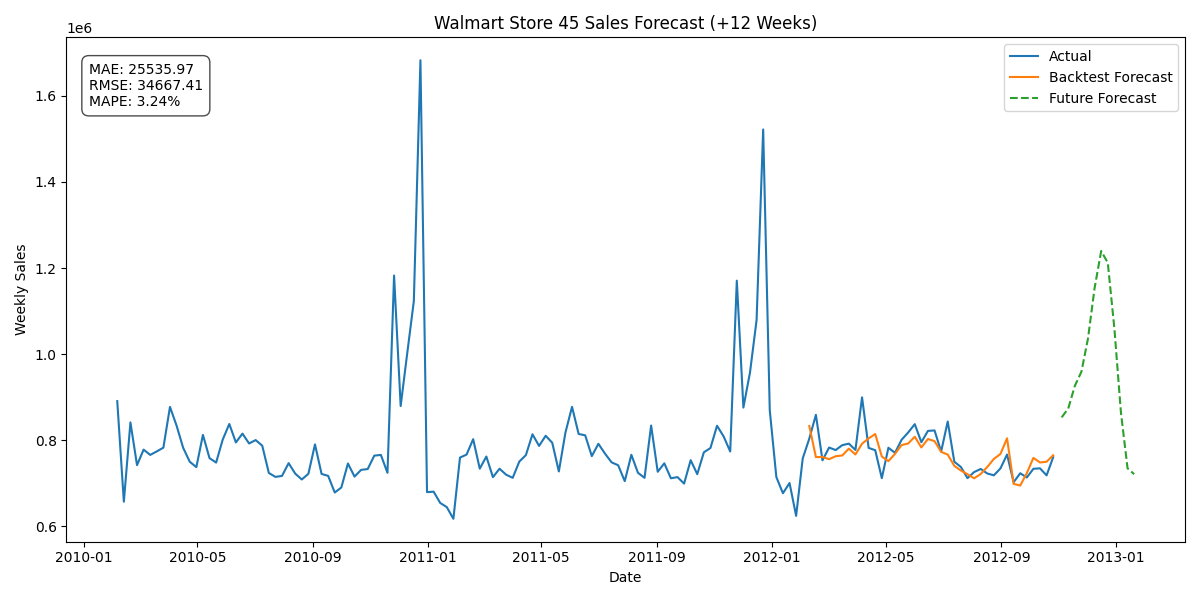 Walmart Store 45 Sales Forecast (+12 Weeks)
1e6
MAE: 25535.97
RMSE: 34667.41
MAPE: 3.24%
Actual
Backtest Forecast
Future Forecast
1.6
1.4
1.2
1.0
0.8
0.6
Weekly Sales
2010-01 2010-05 2010-09 2011-01 2011-05 2011-09 2012-01 2012-05 2012-09 2013-01
Date